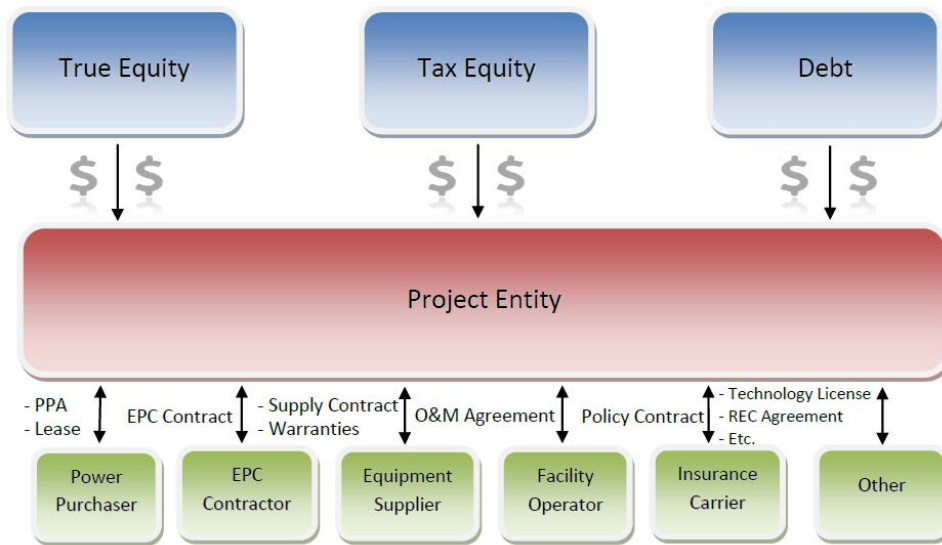 True Equity
Tax Equity
Debt
$ $
$ $
$ $
Project Entity
- PPA
- Lease
EPC Contract
- Supply Contract
- Warranties
O&M Agreement
Policy Contract
- Technology License
- REC Agreement
- Etc.
Power
Purchaser
EPC
Contractor
Equipment
Supplier
Facility
Operator
Insurance
Carrier
Other